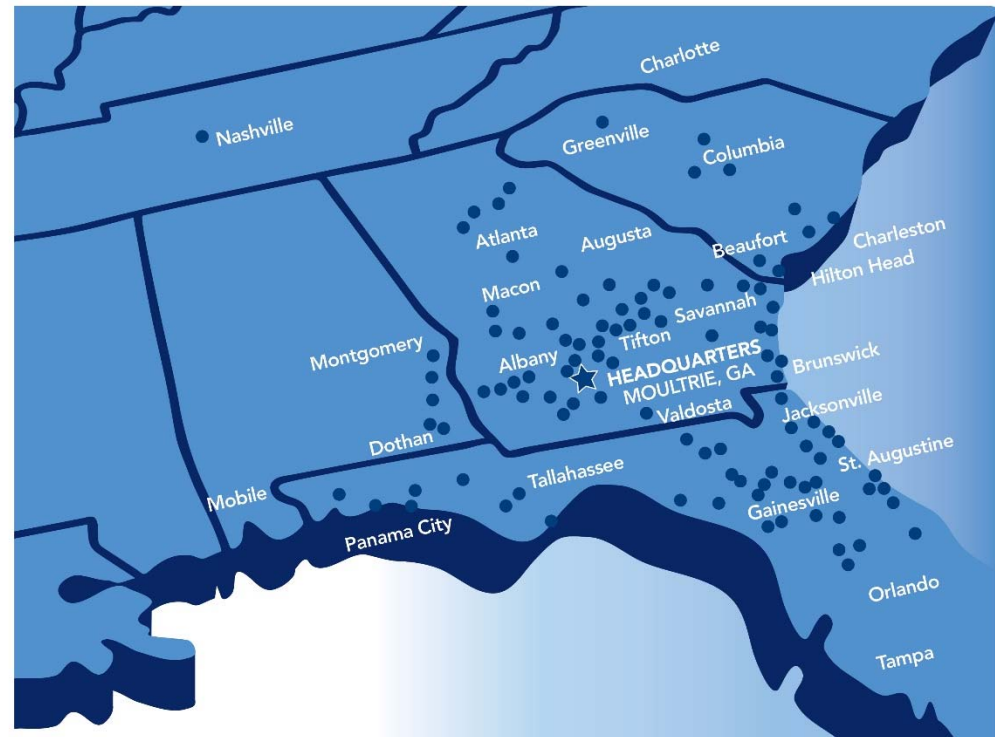 Charlotte
Nashville
Greenville
Columbia
Atlanta
Augusta
Beaufort
Charleston
Hilton Head
Macon
Savannah
Montgomery
Albany
Tifton
HEADQUARTERS
MOULTRIE, GA
Brunswick
Valdosta
Jacksonville
Dothan
Tallahassee
St. Augustine
Mobile
Gainesville
Panama City
Orlando
Tampa